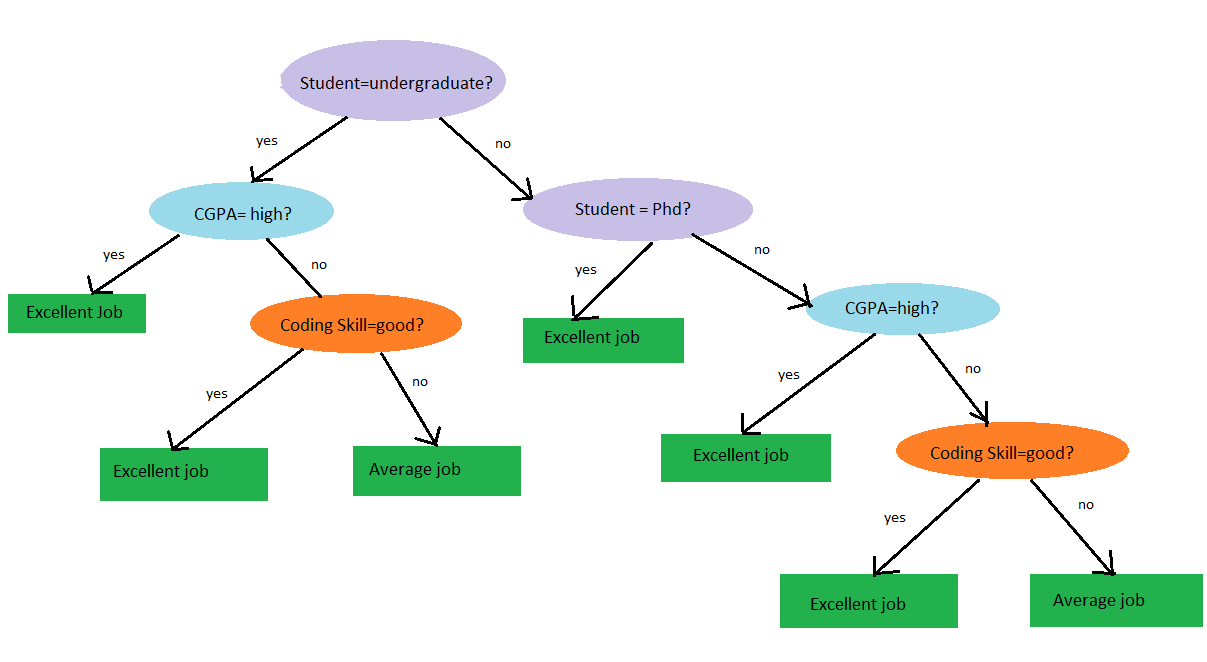 Student=undergraduate?
yes
no
CGPA= high?
Student = Phd?
yes
no
yes
no
Excellent Job
Coding Skill=good?
Excellent job
CGPA=high?
yes
no
yes
no
Excellent job
Average job
Excellent job
Coding Skill=good?
yes
no
Excellent job
Average job